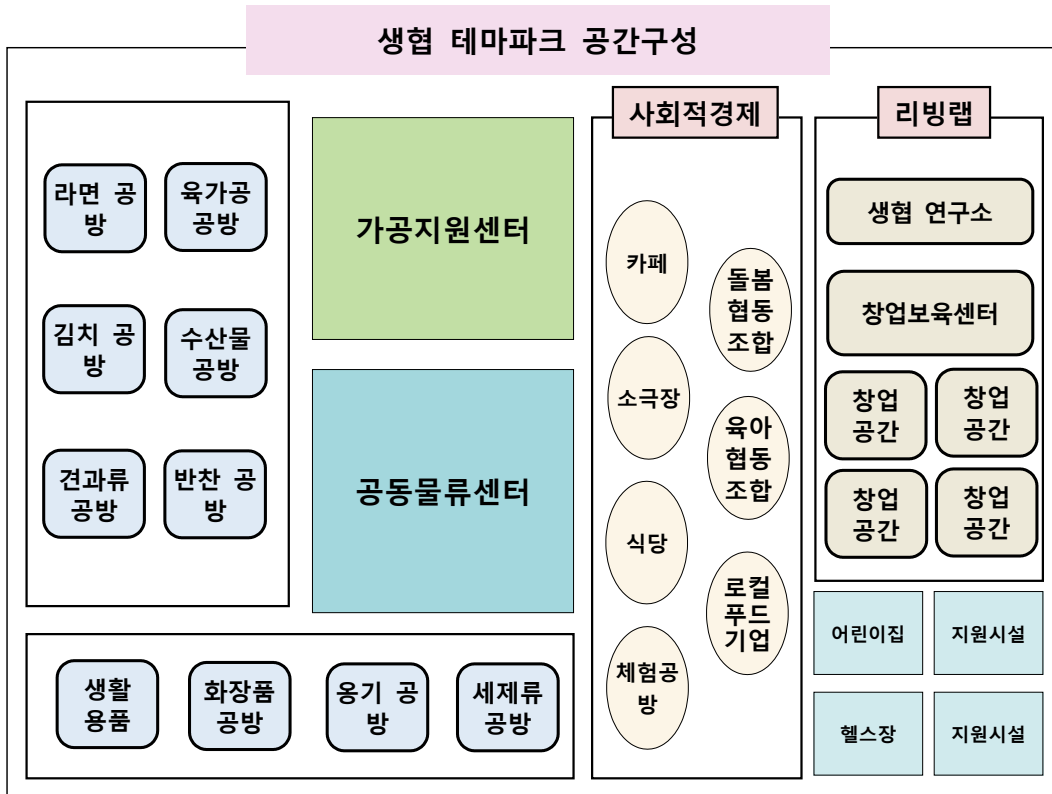 생협 테마파크 공간구성
라면 공
방
육가공
공방
김치 공
방
수산물
공방
견과류
공방
반찬 공
방
가공지원센터
공동물류센터
생활
용품
화장품
공방
옹기 공
방
세제류
공방
사회적경제
카페
돌봄
협동
조합
소극장
육아
협동
조합
식당
로컬
푸드
기업
체험공
방
리빙랩
생협 연구소
창업보육센터
창업
공간
창업
공간
창업
공간
창업
공간
어린이집
지원시설
헬스장
지원시설